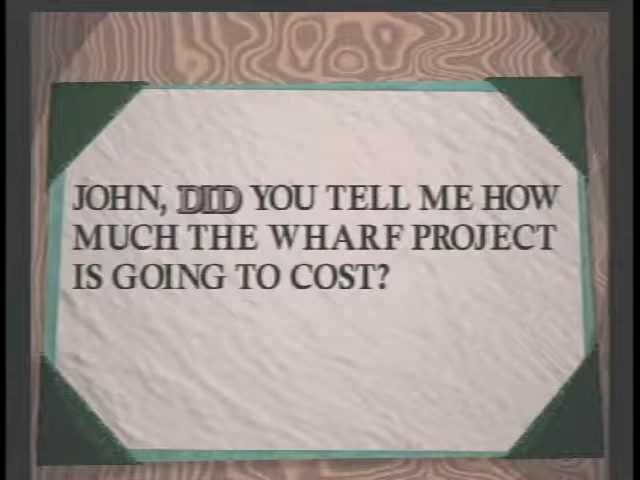 JOHN, DID YOU TELL ME HOW
MUCH THE WHARF PROJECT
IS GOING TO COST?